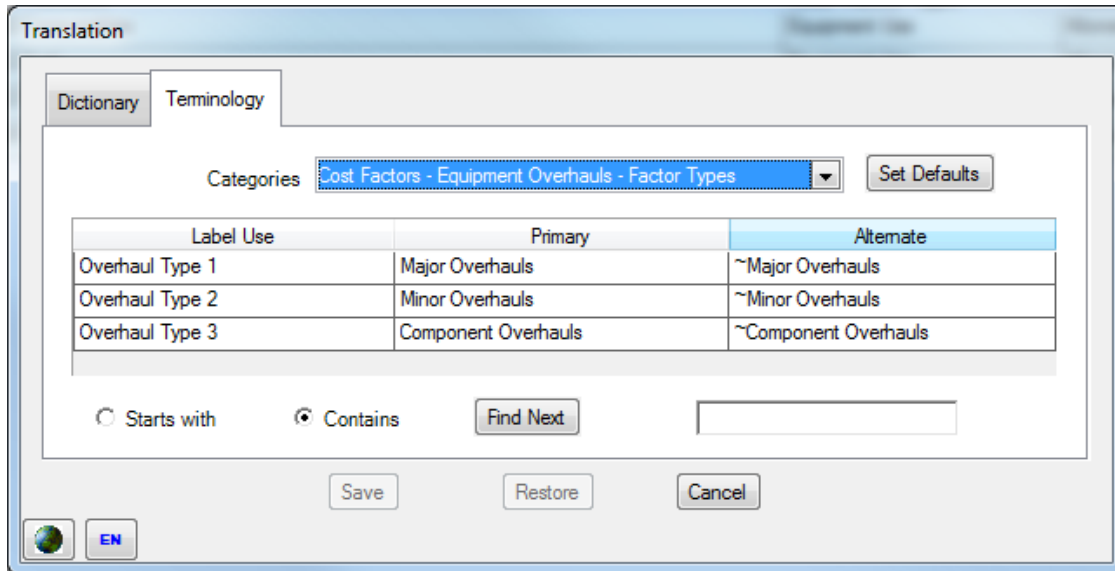 Translation
Dictionary Terminology
Categories Cost Factors - Equipment Overhauls - Factor Types Set Defaults
Label Use Primary Alternate
Overhaul Type 1 Major Overhauls ~Major Overhauls
Overhaul Type 2 Minor Overhauls ~Minor Overhauls
Overhaul Type 3 Component Overhauls ~Component Overhauls
Starts with Contains Find Next
Save Restore Cancel
EN